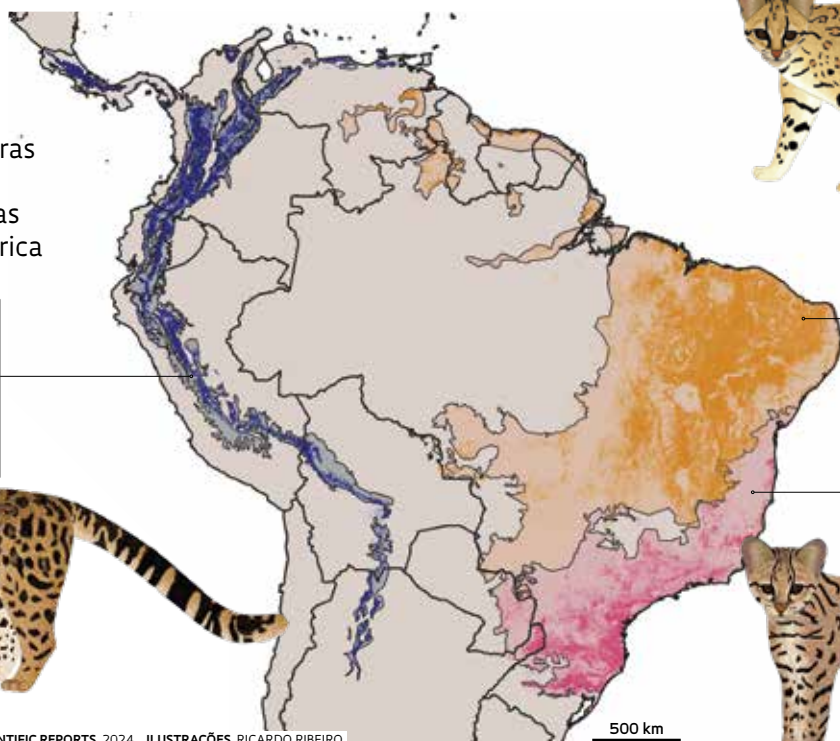 ras
as
rica
500 km
NTIFIC REPORTS, 2024 ILUSTRAÇÕES RICARDO RIBEIRO